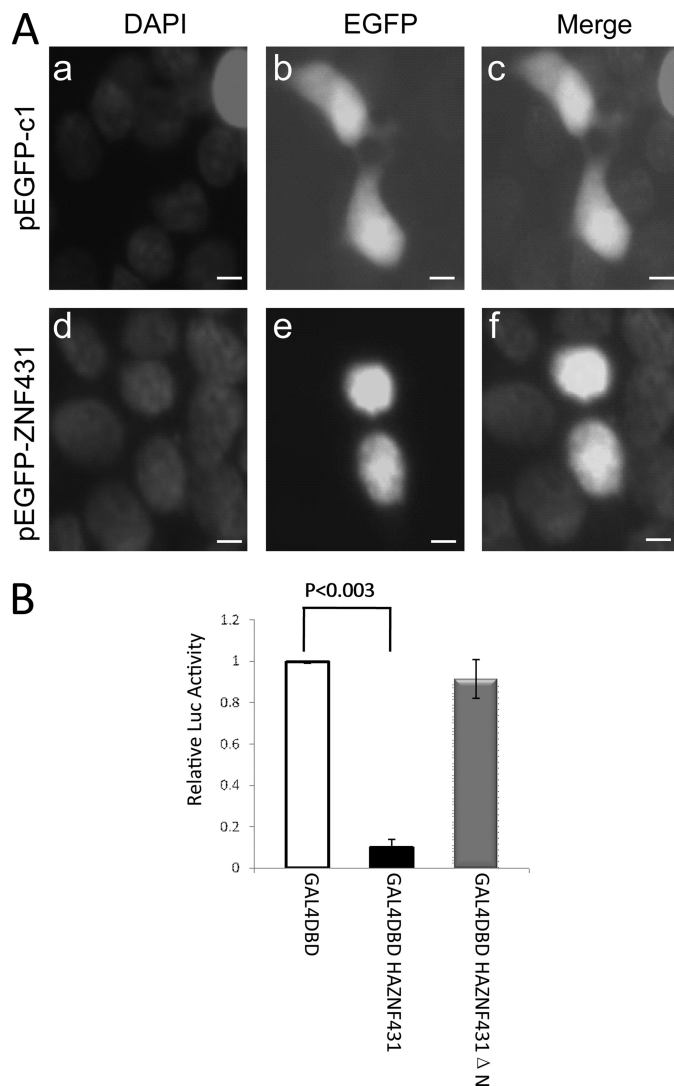 A
DAPI
EGFP
Merge
pEGFP-c1
a
b
c
pEGFP-ZNF431
d
e
f
B
P<0.003
Relative Luc Activity
1.2
1
0.8
0.6
0.4
0.2
0
GAL4DBD
GAL4DBD HAZNF431
GAL4DBD HAZNF431 Δ N